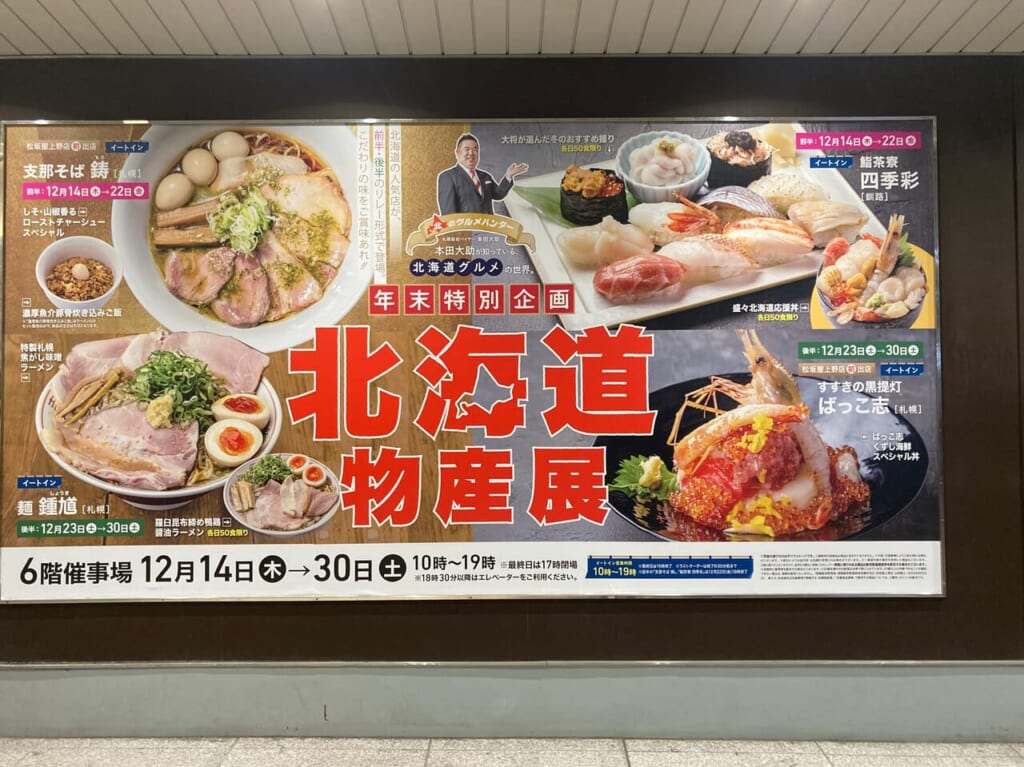 松坂屋上野店初出店
イートイン
支那そば 鋳[札幌]
前半:12月14日木→22日金
しそ・山椒香る→
ローストチャーシュー
スペシャル
濃厚魚介豚骨炊き込みご飯
北海道の人気店が、
前半・後半のリレー形式で登場。
こだわりの味をご賞味あれ!!
北のグルメハンター
本田大助が知っている、
北海道グルメの世界。
大将が選んだ冬のおすすめ握り
各日50食限り
前半:12月14日木→22日金
イートイン
鮨茶寮
四季彩
[釧路]
盛々北海道応援丼→
各日50食限り
年末特別企画
北海道
物産展
特製札幌
焦がし味噌
ラーメン→
イートイン
麺 鍾馗[札幌]
しょうき
後半:12月23日土→30日土
羅臼昆布締め鴨鶏→
醤油ラーメン 各日50食限り
後半:12月23日土→30日土
松坂屋上野店初出店
イートイン
すすきの黒提灯
ばっこ志[札幌]
←ばっこ志
くずし海鮮
スペシャル丼
6階催事場 12月14日木→30日土 10時〜19時 ※最終日は17時閉場
※18時30分以降はエレベーターをご利用ください。
イートイン営業時間
10時〜19時